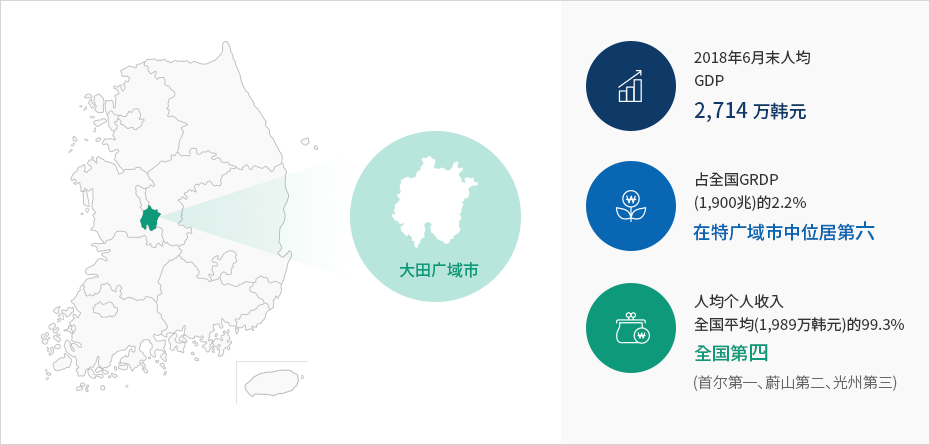 大田广域市
2018年6月末人均
GDP
2,714 万韩元
占全国GRDP
(1,900兆)的2.2%
在特广域市中位居第六
人均个人收入
全国平均(1,989万韩元)的99.3%
全国第四
(首尔第一、蔚山第二、光州第三)